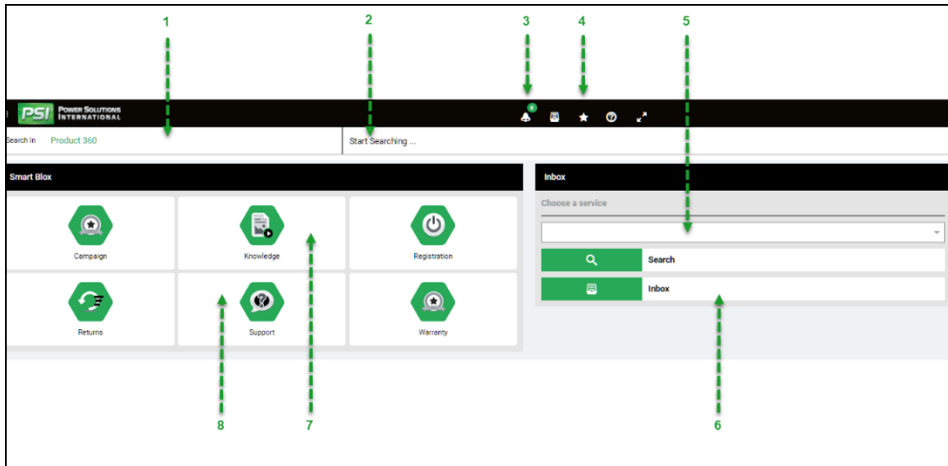 1 2 3 4 5
PSI POWER SOLUTIONS
INTERNATIONAL
0
Search in Product 360 Start Searching ...
Smart Blox Inbox
Choose a service
Campaign Knowledge Registration
Search
Inbox
Returns Support Warranty
8 7 6